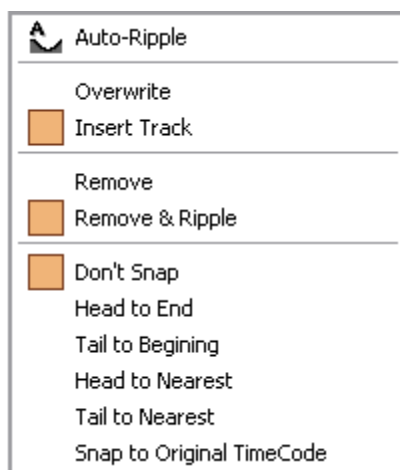 A
Auto-Ripple
Overwrite
Insert Track
Remove
Remove & Ripple
Don't Snap
Head to End
Tail to Begining
Head to Nearest
Tail to Nearest
Snap to Original TimeCode